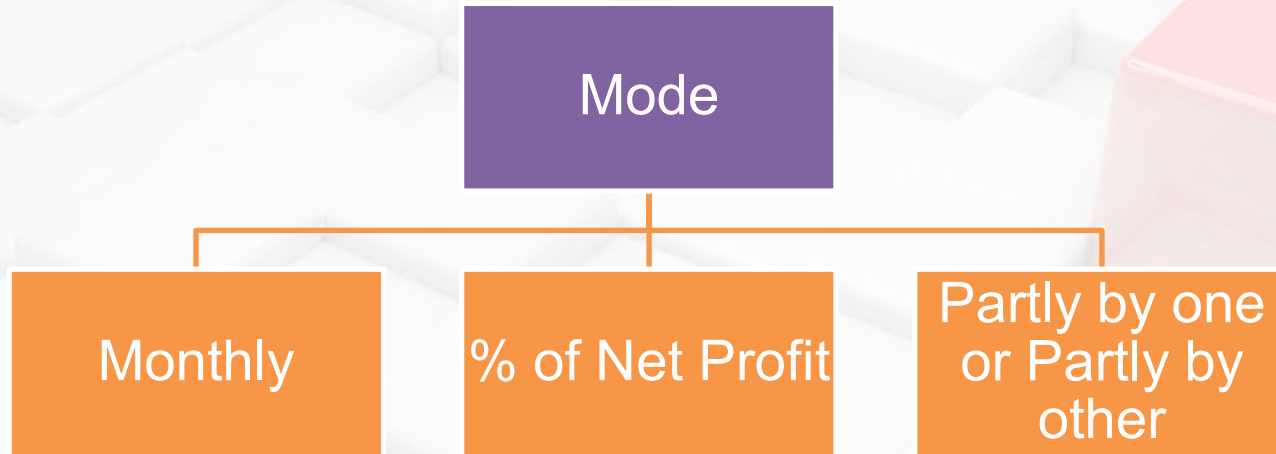 Mode
Monthly
% of Net Profit
Partly by one
or Partly by
other